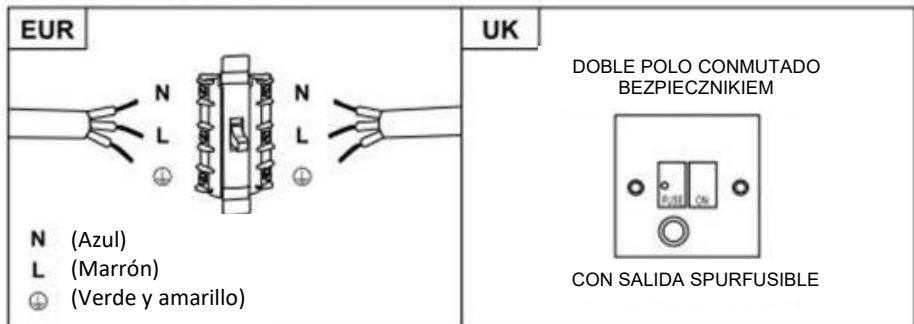 EUR
N N
L L
N (Azul)
L (Marrón)
(Verde y amarillo)
UK
DOBLE POLO CONMUTADO
BEZPIECZNIKIEM
FUSE ON
CON SALIDA SPURFUSIBLE